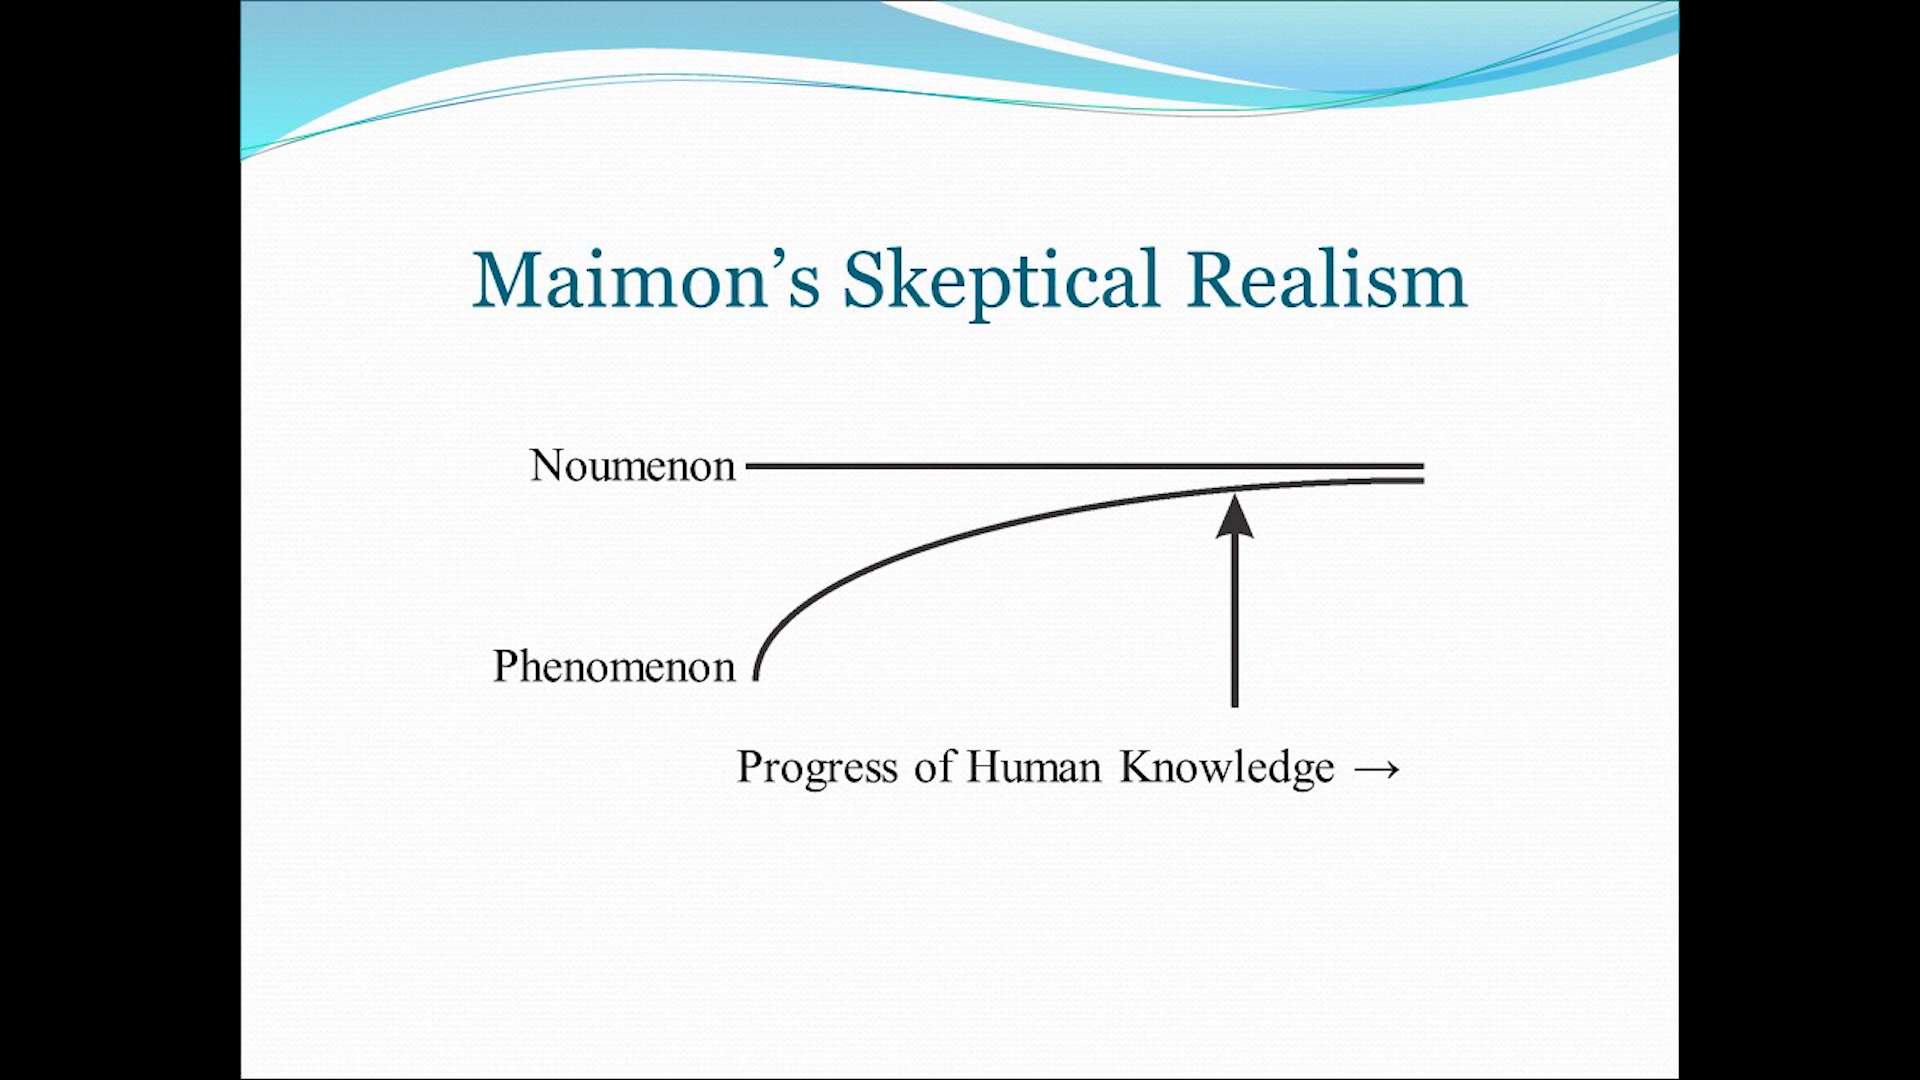 Maimon’s Skeptical Realism
Noumenon
Phenomenon
Progress of Human Knowledge →